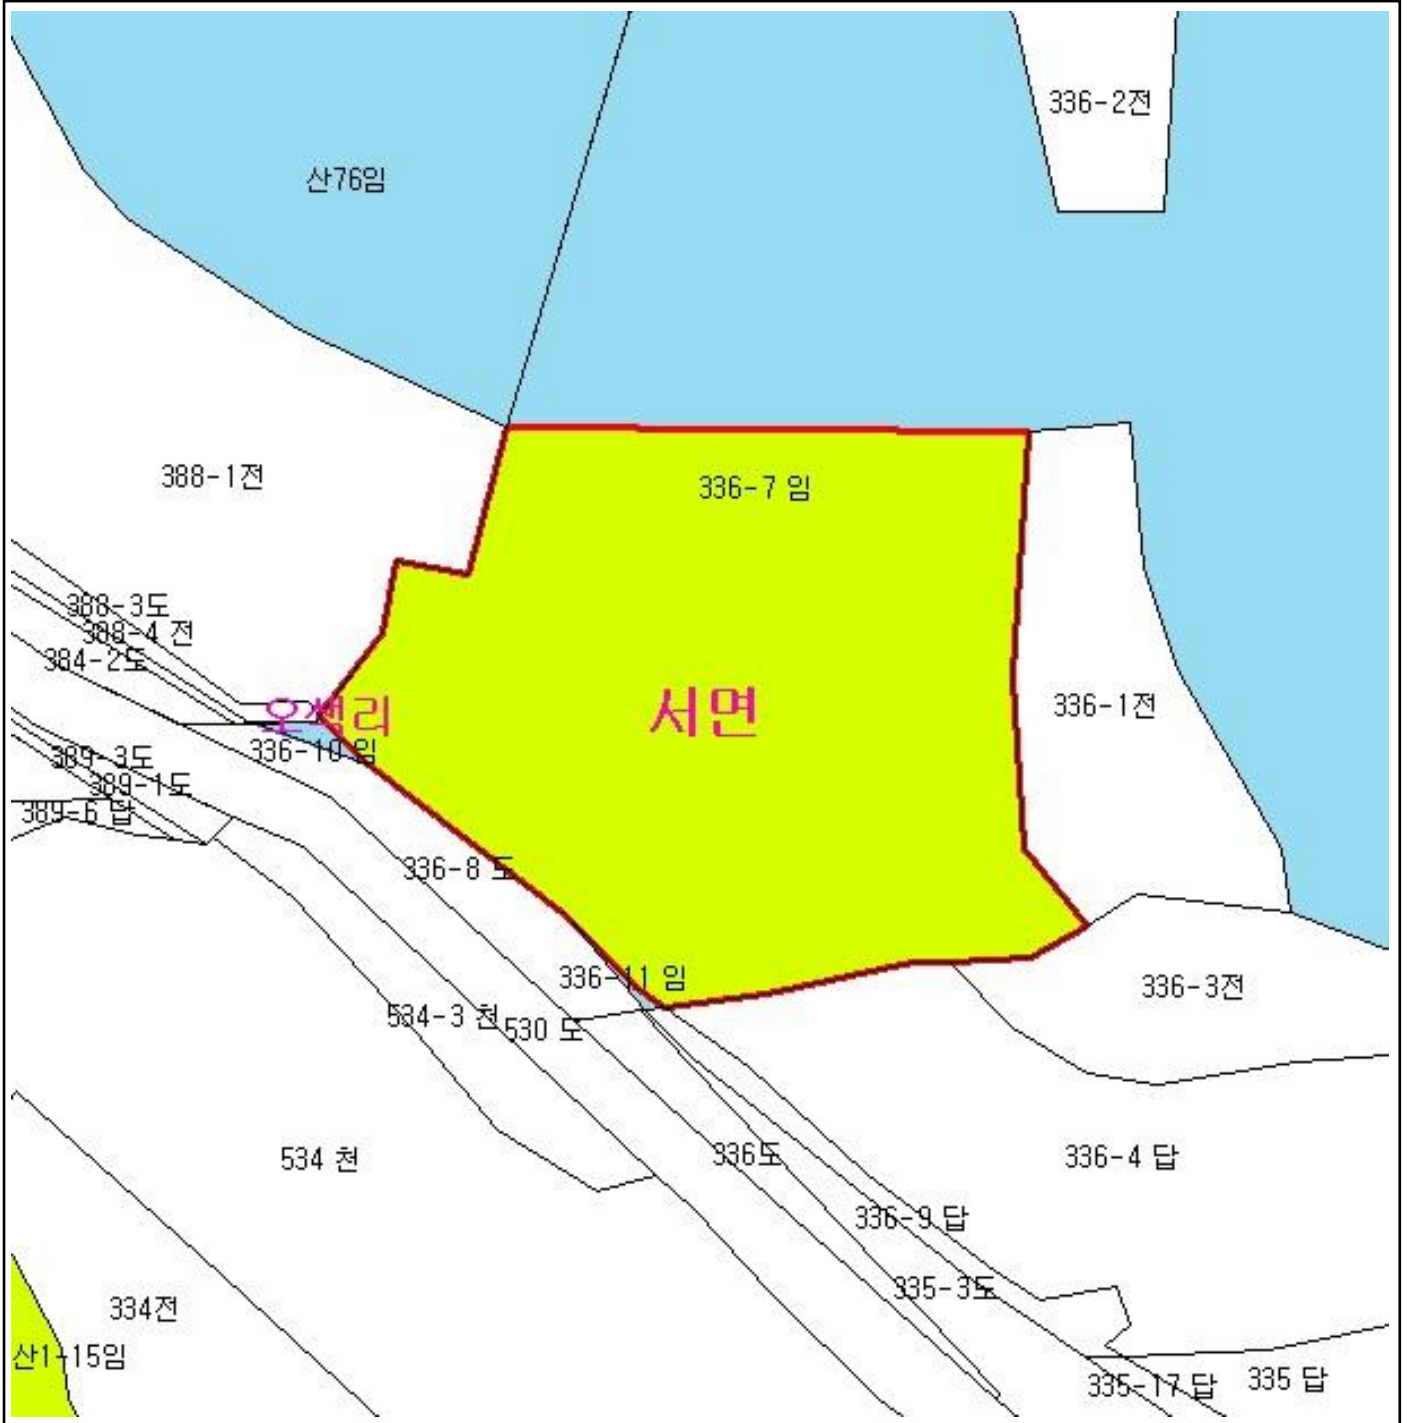 336-2전
산76임
388-1전
336-7 임
388-3도
388-4 전
384-2도
서면
336-1전
336-10 임
389-3도
389-1도
389-6 답
336-8 도
336-11 임
336-3전
534-3 천
530 도
534 천
336도
336-4 답
336-9 답
335-3도
334전
산1-15임
335-17 답
335 답